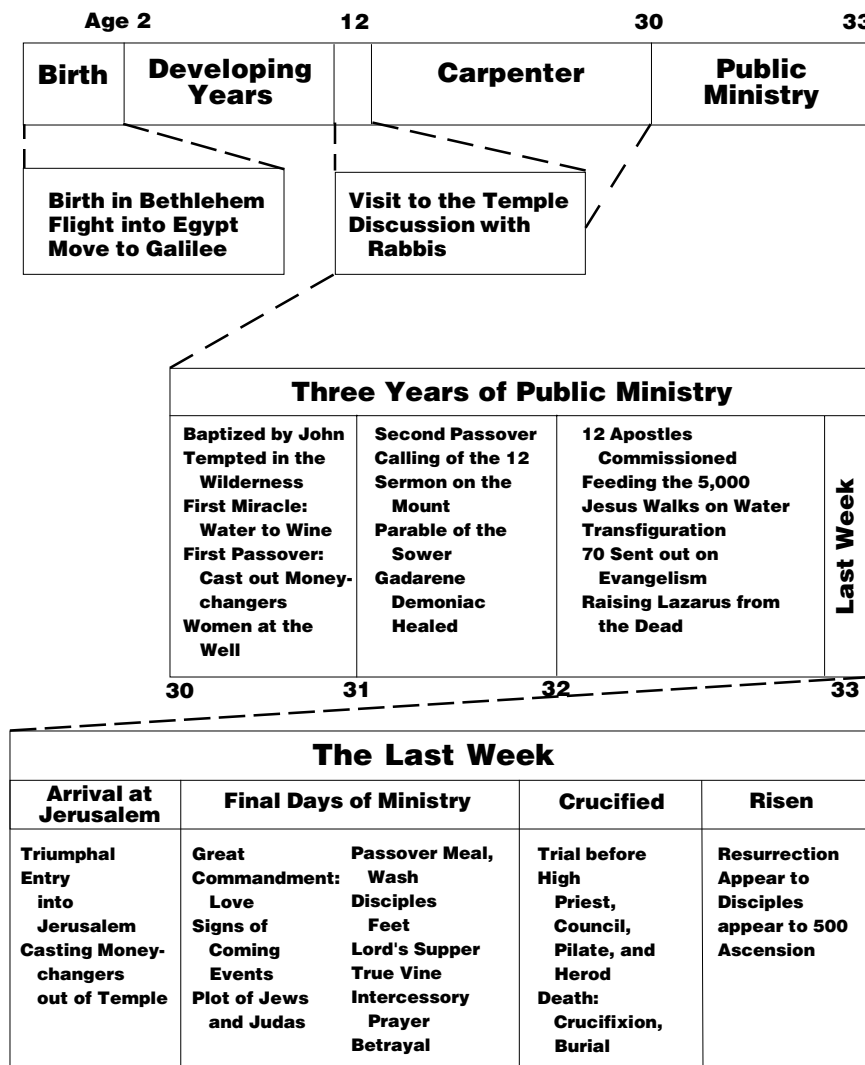 Age 2
12
30
33
Birth
Developing
Years
Carpenter
Public
Ministry
Birth in Bethlehem
Flight into Egypt
Move to Galilee
Visit to the Temple
Discussion with
Rabbis
Three Years of Public Ministry
Baptized by John
Tempted in the
Wilderness
First Miracle:
Water to Wine
First Passover:
Cast out Money-
changers
Women at the
Well
Second Passover
Calling of the 12
Sermon on the
Mount
Parable of the
Sower
Gadarene
Demoniac
Healed
12 Apostles
Commissioned
Feeding the 5,000
Jesus Walks on Water
Transfiguration
70 Sent out on
Evangelism
Raising Lazarus from
the Dead
Last Week
30
31
32
33
The Last Week
Arrival at
Jerusalem
Final Days of Ministry
Crucified
Risen
Triumphal
Entry
into
Jerusalem
Casting Money-
changers
out of Temple
Great
Commandment:
Love
Signs of
Coming
Events
Plot of Jews
and Judas
Passover Meal,
Wash
Disciples
Feet
Lord's Supper
True Vine
Intercessory
Prayer
Betrayal
Trial before
High
Priest,
Council,
Pilate, and
Herod
Death:
Crucifixion,
Burial
Resurrection
Appear to
Disciples
appear to 500
Ascension